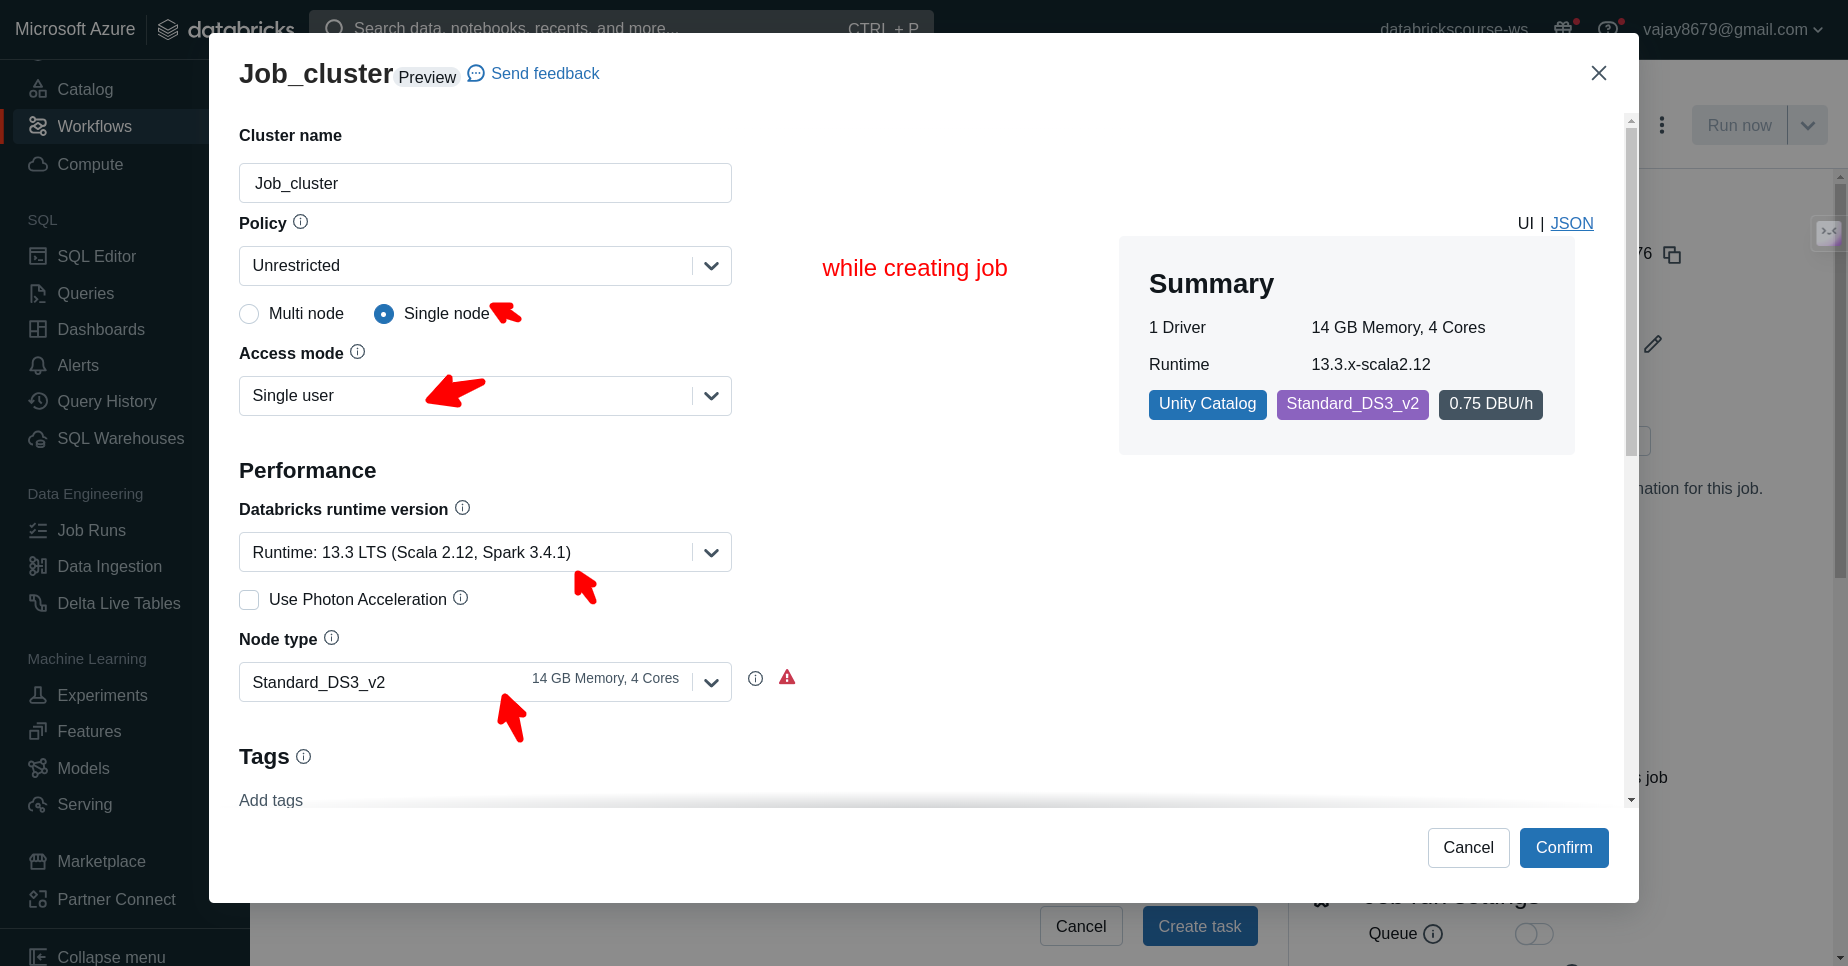 Microsoft Azure
databricks
Search data, notebooks, recents, and more...
CTRL + P
databrickscourse-ws
vajay8679@gmail.com
Catalog
Workflows
Compute
SQL
SQL Editor
Queries
Dashboards
Alerts
Query History
SQL Warehouses
Data Engineering
Job Runs
Data Ingestion
Delta Live Tables
Machine Learning
Experiments
Features
Models
Serving
Marketplace
Partner Connect
Collapse menu
Job_cluster Preview Send feedback
Cluster name
Job_cluster
Policy
Unrestricted
Multi node Single node
Access mode
Single user
Performance
Databricks runtime version
Runtime: 13.3 LTS (Scala 2.12, Spark 3.4.1)
Use Photon Acceleration
Node type
Standard_DS3_v2 14 GB Memory, 4 Cores
Tags
Add tags
while creating job
UI | JSON
Summary
1 Driver 14 GB Memory, 4 Cores
Runtime 13.3.x-scala2.12
Unity Catalog Standard_DS3_v2 0.75 DBU/h
Cancel Confirm
Run now
76
for this job.
job
Cancel Create task
Queue